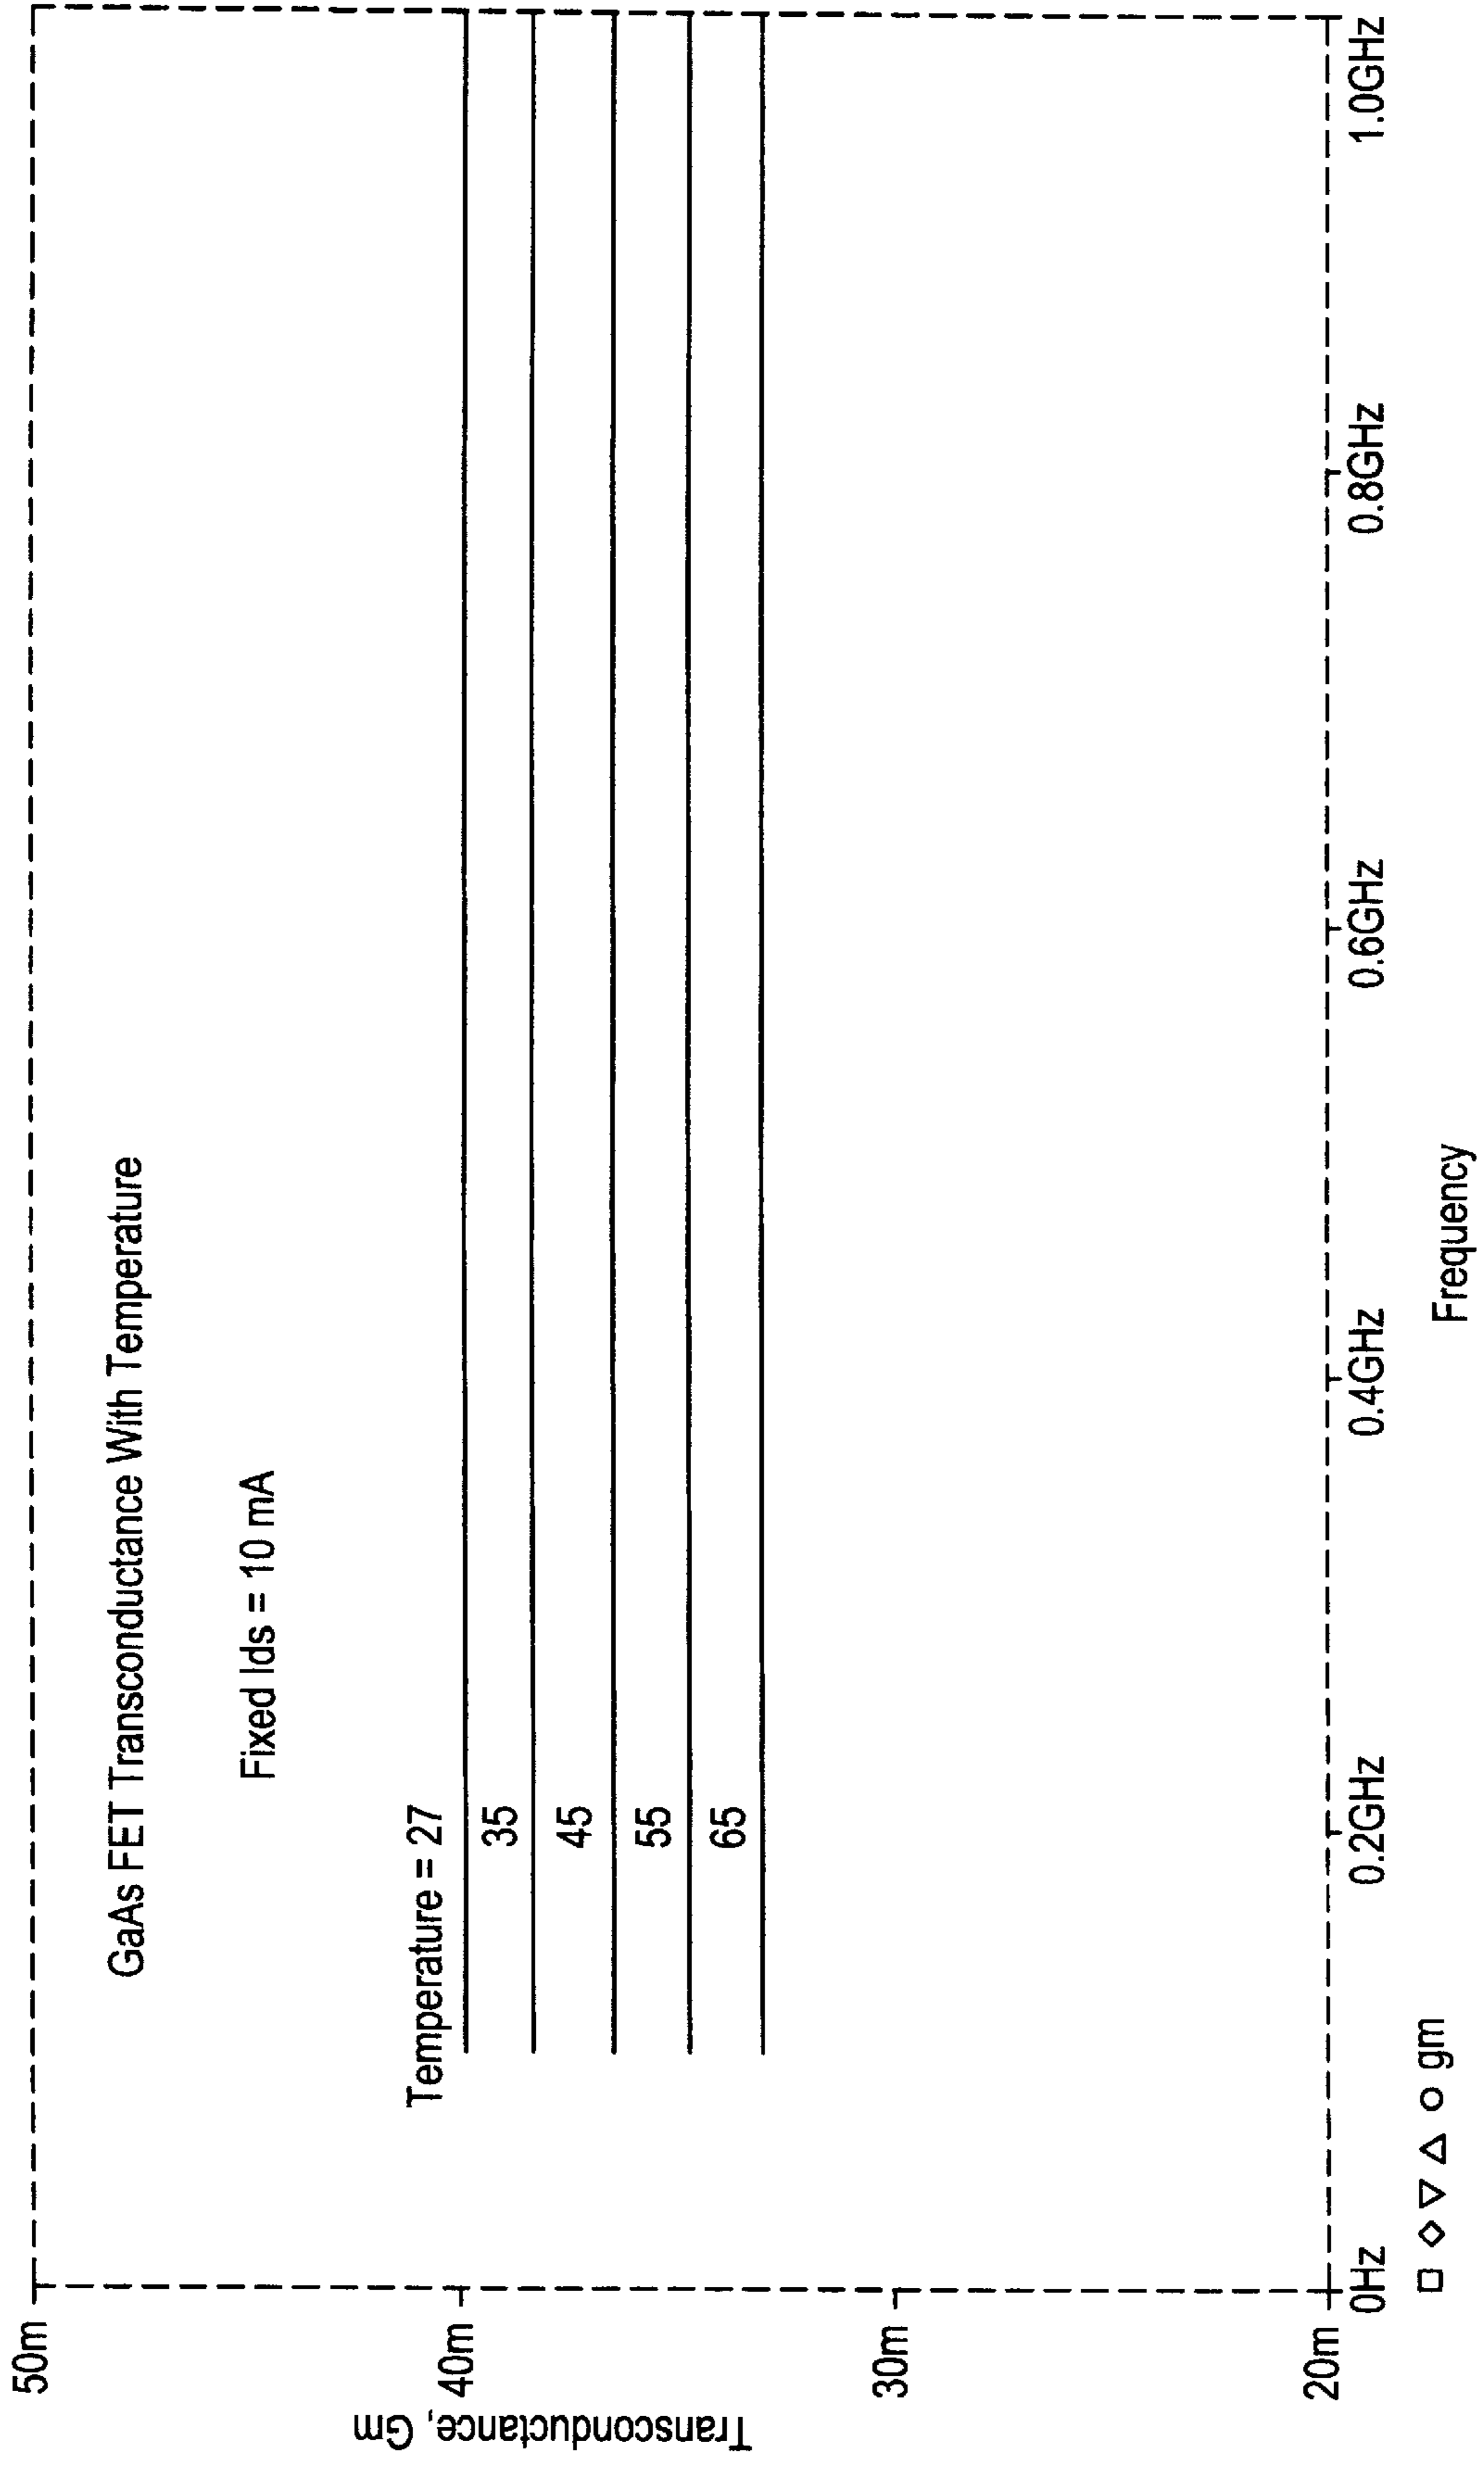 GaAs FET Transconductance With Temperature
Fixed Ids = 10 mA
50m
40m
30m
20m
Transconductance, Gm
Temperature = 27
35
45
55
65
0Hz
0.2GHz
0.4GHz
0.6GHz
0.8GHz
1.0GHz
Frequency
gm